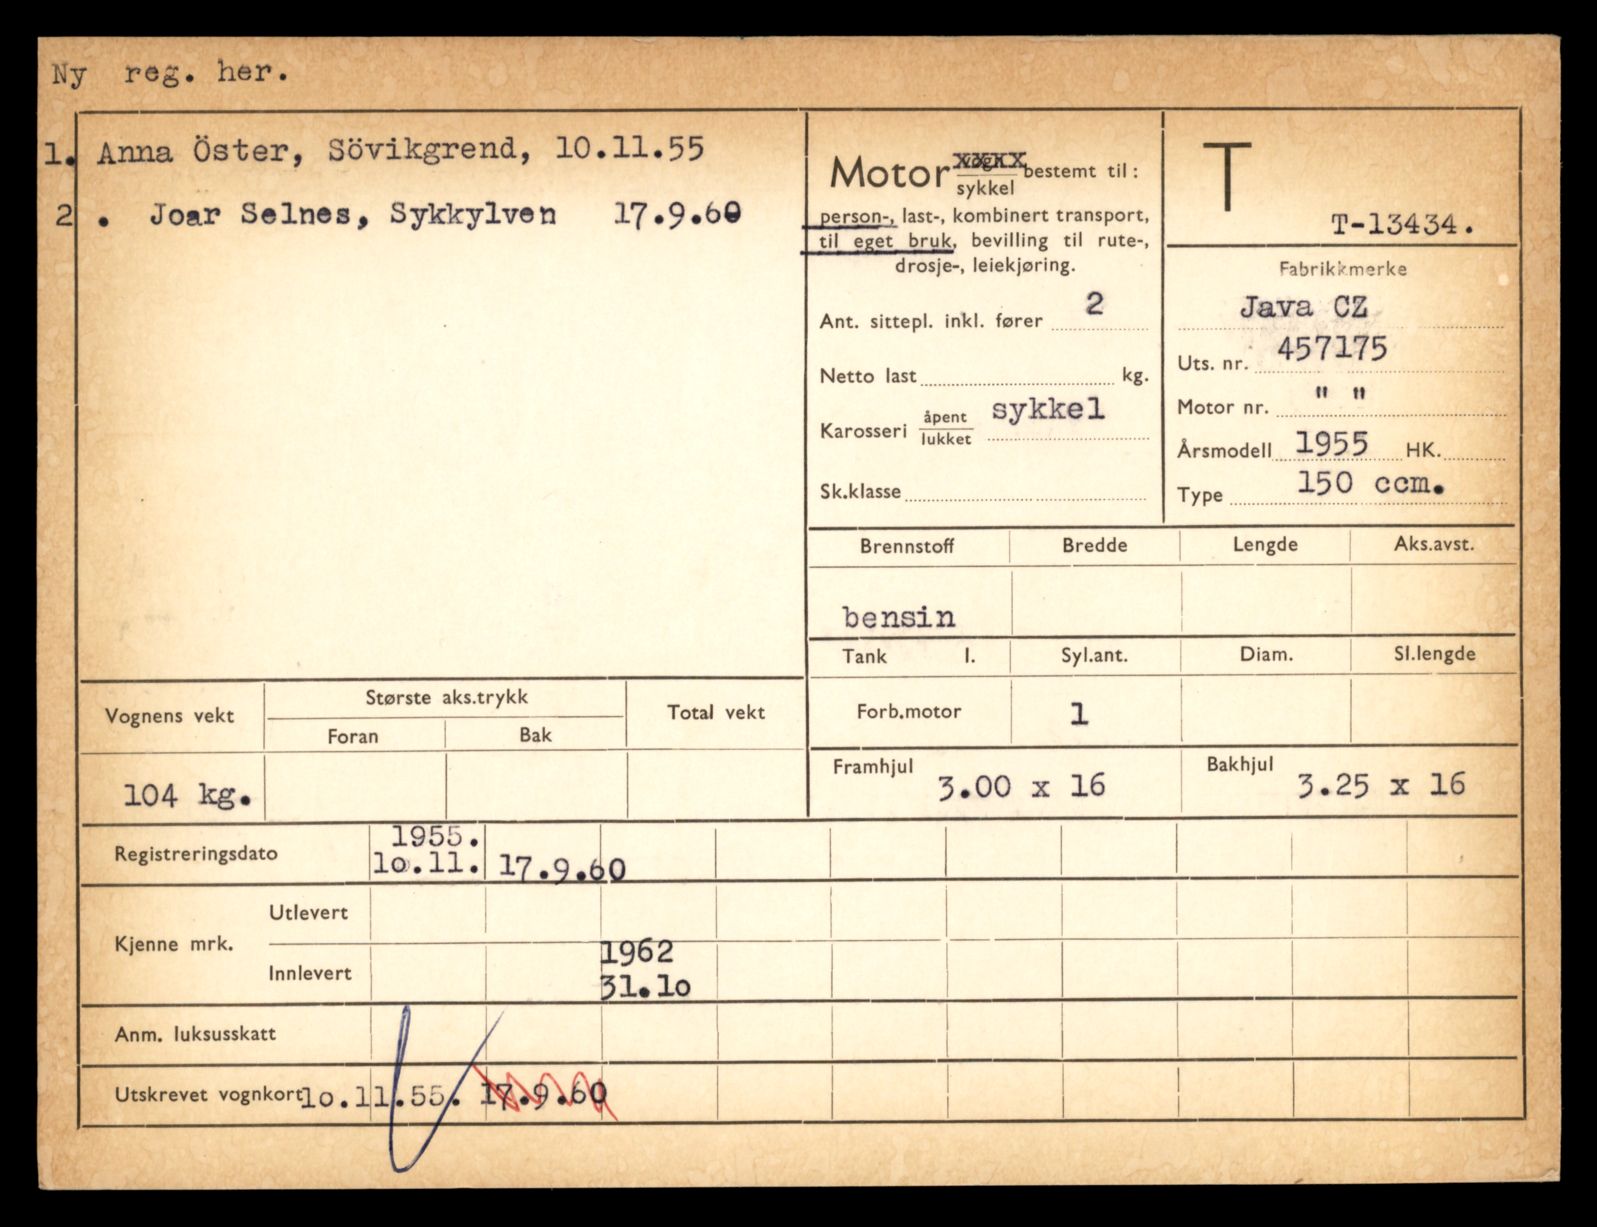 Ny reg. her.
1. Anna Öster, Sövikgrend, 10.11.55
2 . Joar Selnes, Sykkylven 17.9.60
Motor vogn xxxx
sykkel
bestemt til:
person-, last-, kombinert transport,
til eget bruk, bevilling til rute-,
drosje-, leiekjøring.
Ant. sittepl. inkl. fører 2
Netto last kg.
Karosseri åpent
lukket sykkel
Sk.klasse
T
T-13434.
Fabrikkmerke
Java CZ
Uts. nr. 457175
Motor nr. " "
Årsmodell 1955 HK.
Type 150 ccm.
Brennstoff Bredde Lengde Aks.avst.
bensin
Tank l. Syl.ant. Diam. Sl.lengde
Forb.motor 1
Framhjul 3.00 x 16 Bakhjul 3.25 x 16
Vognens vekt Største aks.trykk Total vekt
Foran Bak
104 kg.
Registreringsdato 1955.
10.11. 17.9.60
Kjenne mrk. Utlevert
Innlevert 1962
31.10
Anm. luksusskatt
Utskrevet vognkort 10.11.55. 17.9.60